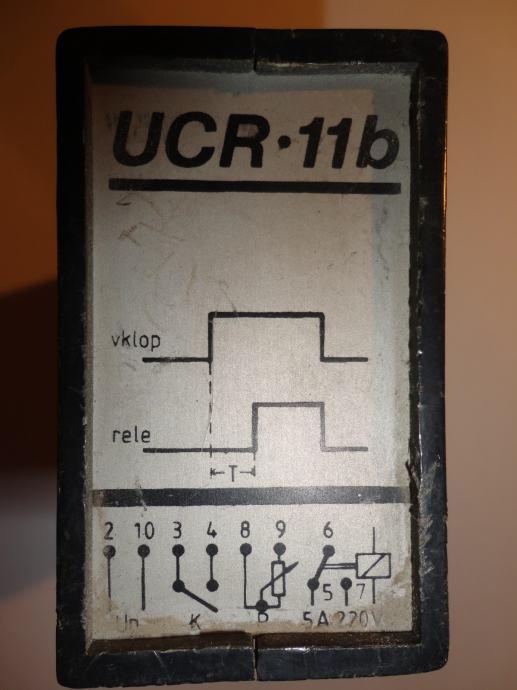 UCR·11b
vklop
rele
T
2 10 3 4 8 9 6
5 7
Un K P 5A 220V